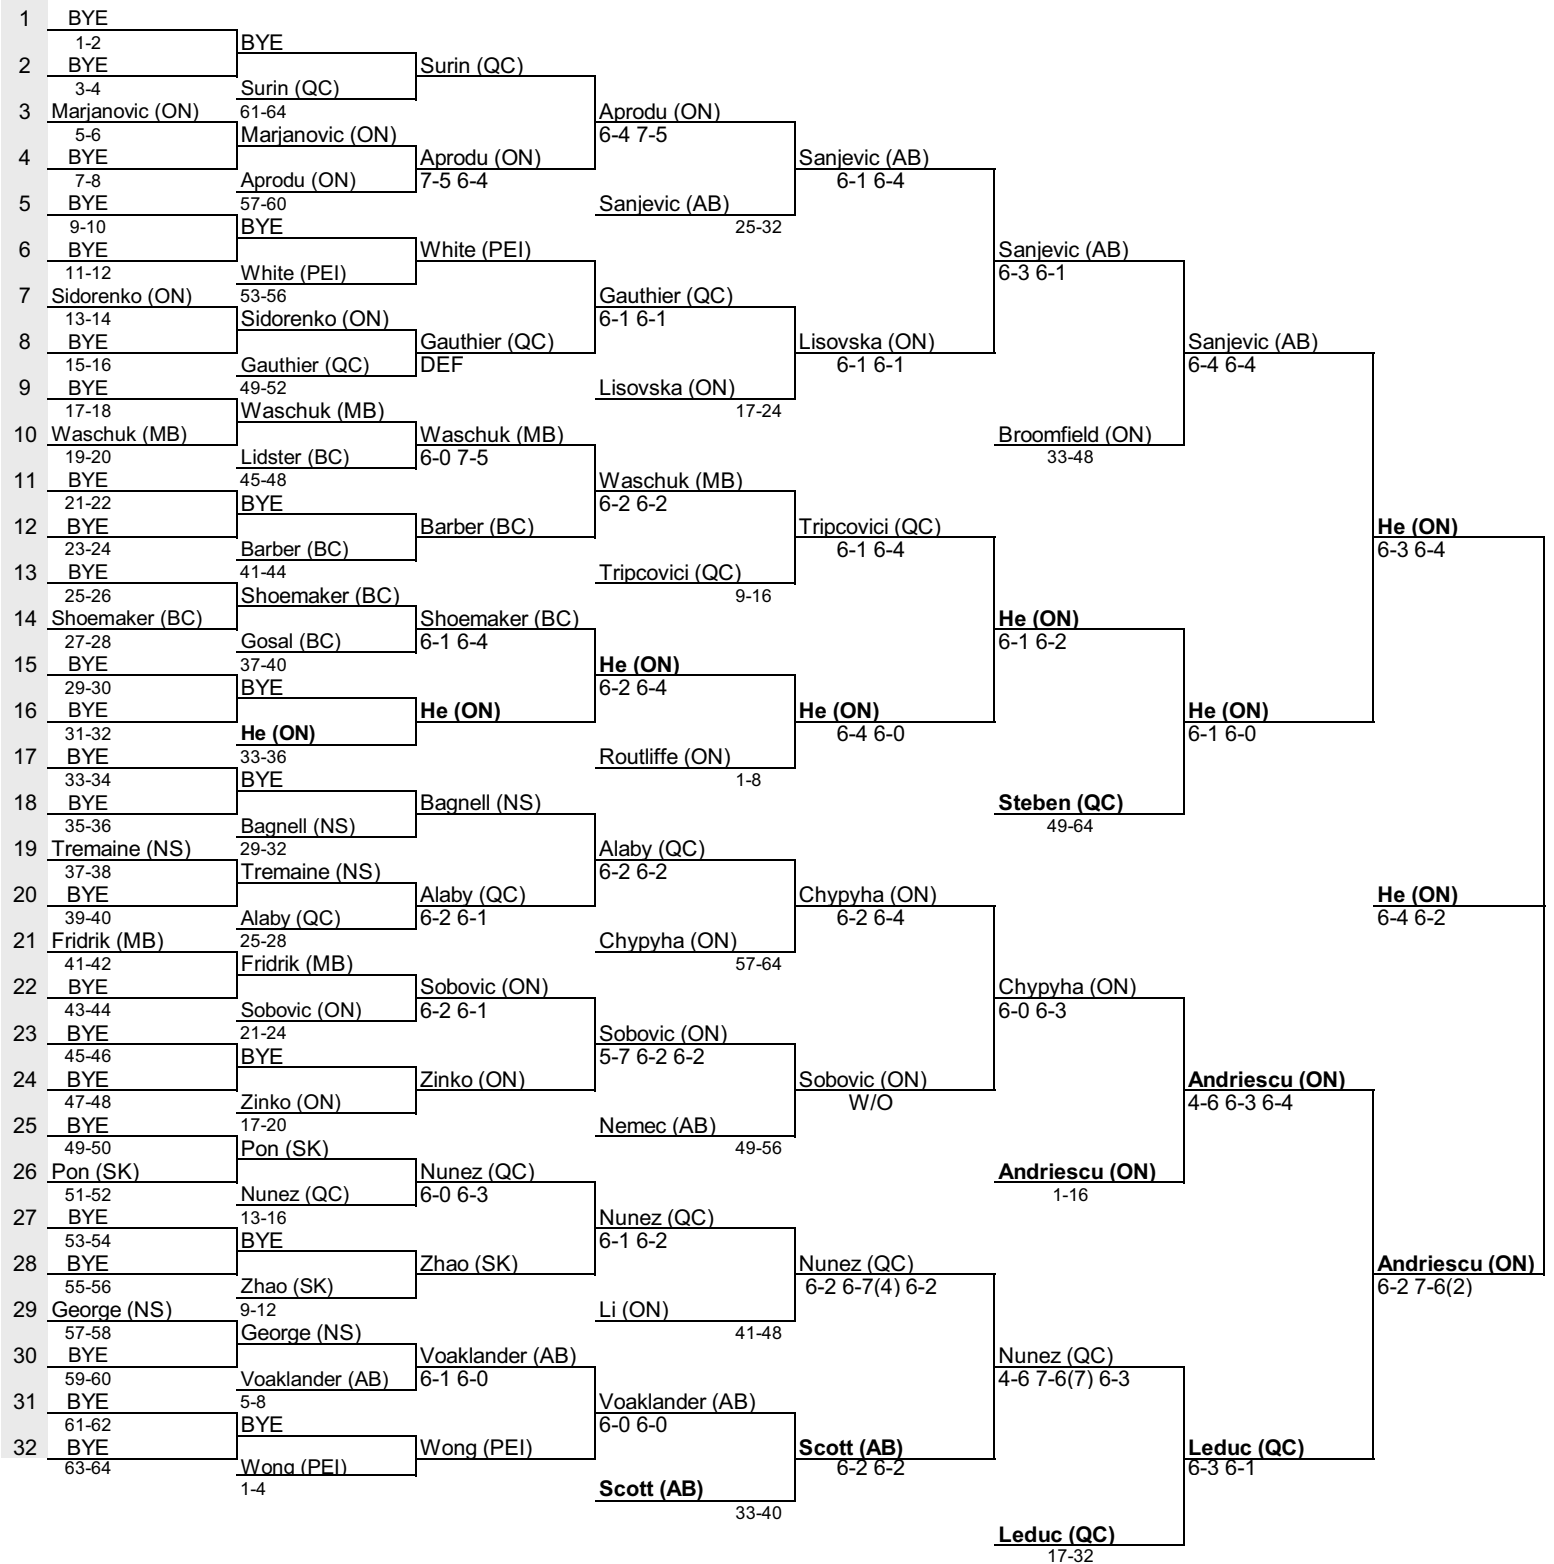 1 BYE
1-2 BYE
2 BYE Surin (QC)
3-4 Surin (QC)
3 Marjanovic (ON) 61-64 Aprodu (ON)
5-6 Marjanovic (ON) 6-4 7-5
4 BYE Aprodu (ON) Sanjevic (AB)
7-8 Aprodu (ON) 7-5 6-4 6-1 6-4
5 BYE 57-60 Sanjevic (AB)
9-10 BYE 25-32
6 BYE White (PEI) Sanjevic (AB)
11-12 White (PEI) 6-3 6-1
7 Sidorenko (ON) 53-56 Gauthier (QC)
13-14 Sidorenko (ON) 6-1 6-1
8 BYE Gauthier (QC) Lisovska (ON) Sanjevic (AB)
15-16 Gauthier (QC) DEF 6-1 6-1 6-4 6-4
9 BYE 49-52 Lisovska (ON)
17-18 Waschuk (MB) 17-24
10 Waschuk (MB) Waschuk (MB) Broomfield (ON)
19-20 Lidster (BC) 6-0 7-5 33-48
11 BYE 45-48 Waschuk (MB)
21-22 BYE 6-2 6-2
12 BYE Barber (BC) Tripcovici (QC) He (ON)
23-24 Barber (BC) 6-1 6-4 6-3 6-4
13 BYE 41-44 Tripcovici (QC)
25-26 Shoemaker (BC) 9-16
14 Shoemaker (BC) Shoemaker (BC) He (ON)
27-28 Gosal (BC) 6-1 6-4 6-1 6-2
15 BYE 37-40 He (ON)
29-30 BYE 6-2 6-4
16 BYE He (ON) He (ON) He (ON)
31-32 He (ON) 6-4 6-0 6-1 6-0
17 BYE 33-36 Routliffe (ON)
33-34 BYE 1-8
18 BYE Bagnell (NS) Steben (QC)
35-36 Bagnell (NS) 49-64
19 Tremaine (NS) 29-32 Alaby (QC)
37-38 Tremaine (NS) 6-2 6-2
20 BYE Alaby (QC) Chypyha (ON) He (ON)
39-40 Alaby (QC) 6-2 6-1 6-2 6-4 6-4 6-2
21 Fridrik (MB) 25-28 Chypyha (ON)
41-42 Fridrik (MB) 57-64
22 BYE Sobovic (ON) Chypyha (ON)
43-44 Sobovic (ON) 6-2 6-1 6-0 6-3
23 BYE 21-24 Sobovic (ON)
45-46 BYE 5-7 6-2 6-2
24 BYE Zinko (ON) Sobovic (ON) Andriescu (ON)
47-48 Zinko (ON) W/O 4-6 6-3 6-4
25 BYE 17-20 Nemec (AB)
49-50 Pon (SK) 49-56
26 Pon (SK) Nunez (QC) Andriescu (ON)
51-52 Nunez (QC) 6-0 6-3 1-16
27 BYE 13-16 Nunez (QC)
53-54 BYE 6-1 6-2
28 BYE Zhao (SK) Nunez (QC) Andriescu (ON)
55-56 Zhao (SK) 6-2 6-7(4) 6-2 6-2 7-6(2)
29 George (NS) 9-12 Li (ON)
57-58 George (NS) 41-48
30 BYE Voaklander (AB) Nunez (QC)
59-60 Voaklander (AB) 6-1 6-0 4-6 7-6(7) 6-3
31 BYE 5-8 Voaklander (AB)
61-62 BYE 6-0 6-0
32 BYE Wong (PEI) Scott (AB) Leduc (QC)
63-64 Wong (PEI) 6-2 6-2 6-3 6-1
1-4 Scott (AB)
33-40
Leduc (QC)
17-32